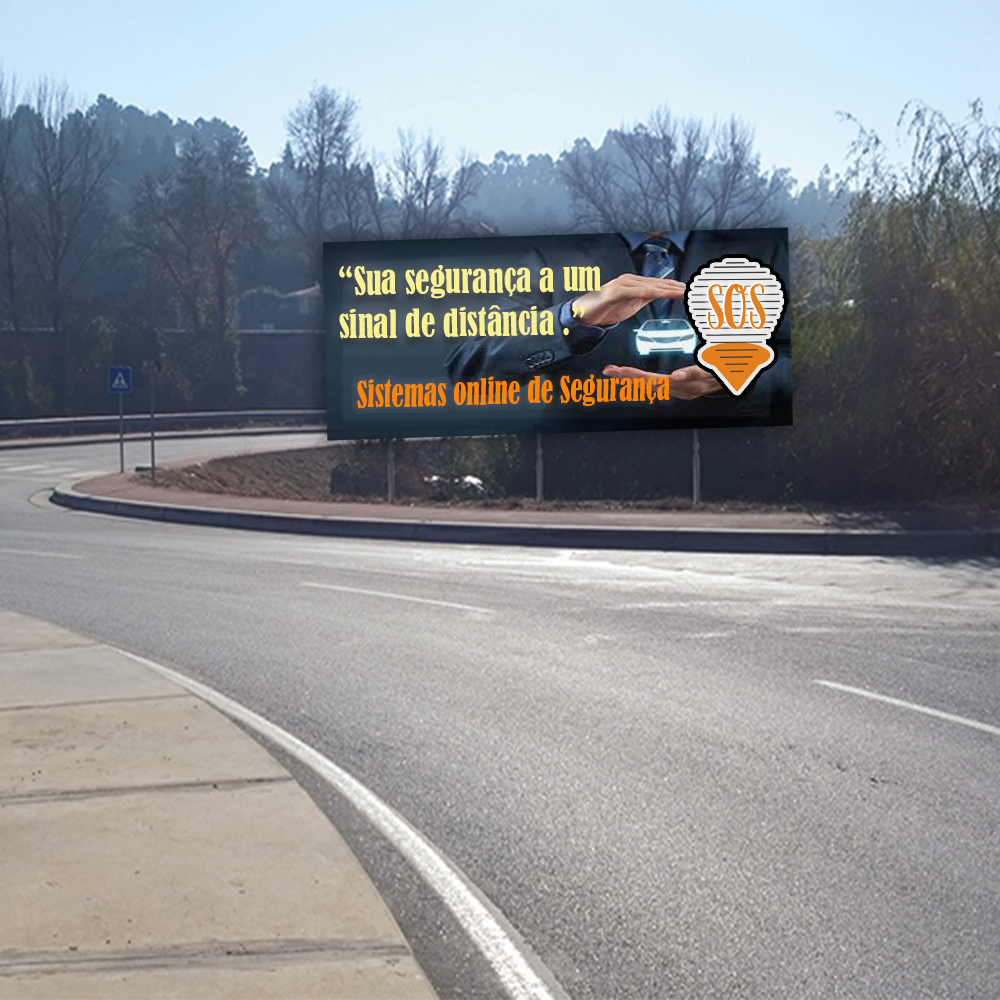 “Sua segurança a um
sinal de distância .”
SOS
Sistemas online de Segurança